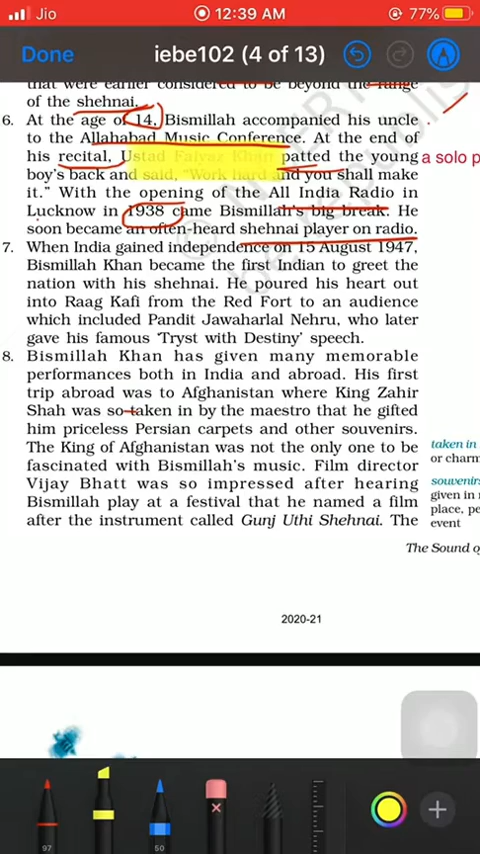 Jio
12:39 AM
77%
Done
iebe102 (4 of 13)
that were earlier considered to be beyond the range
of the shehnai.
6. At the age of 14, Bismillah accompanied his uncle
to the Allahabad Music Conference. At the end of
his recital, Ustad Faiyaz Khan patted the young
a solo p
boy's back and said, "Work hard and you shall make
it." With the opening of the All India Radio in
Lucknow in 1938 came Bismillah's big break. He
soon became an often-heard shehnai player on radio.
7. When India gained independence on 15 August 1947,
Bismillah Khan became the first Indian to greet the
nation with his shehnai. He poured his heart out
into Raag Kafi from the Red Fort to an audience
which included Pandit Jawaharlal Nehru, who later
gave his famous 'Tryst with Destiny' speech.
8. Bismillah Khan has given many memorable
performances both in India and abroad. His first
trip abroad was to Afghanistan where King Zahir
Shah was so taken in by the maestro that he gifted
him priceless Persian carpets and other souvenirs.
The King of Afghanistan was not the only one to be
fascinated with Bismillah's music. Film director
Vijay Bhatt was so impressed after hearing
Bismillah play at a festival that he named a film
after the instrument called Gunj Uthi Shehnai. The
taken in
or charm
souvenirs
given in
place, pe
event
The Sound of
2020-21
97
50